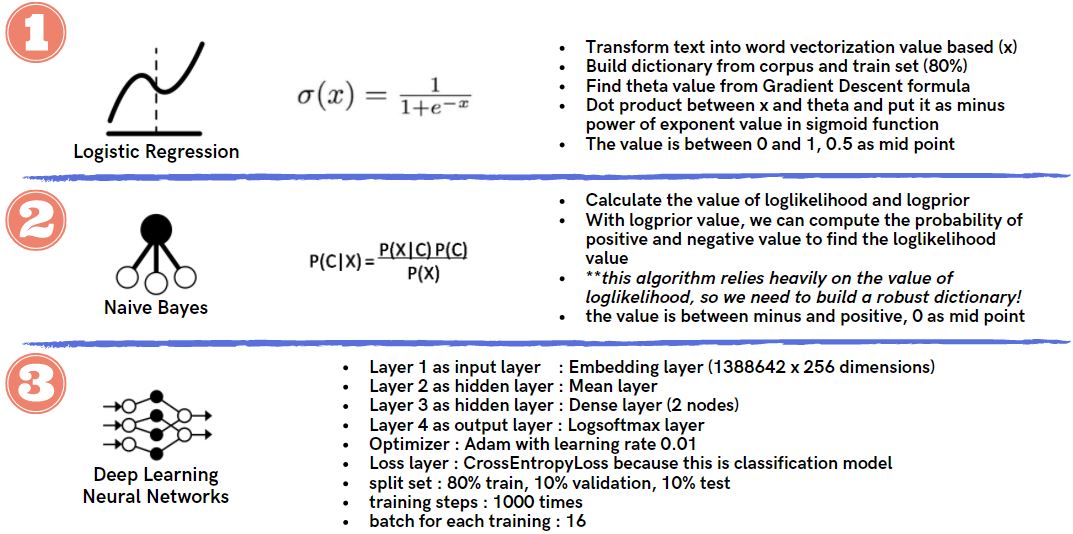 1
Logistic Regression
σ(x) = 1 / 1+e^−x
• Transform text into word vectorization value based (x)
• Build dictionary from corpus and train set (80%)
• Find theta value from Gradient Descent formula
• Dot product between x and theta and put it as minus
power of exponent value in sigmoid function
• The value is between 0 and 1, 0.5 as mid point
2
Naive Bayes
P(C|X) = P(X|C) P(C) / P(X)
• Calculate the value of loglikelihood and logprior
• With logprior value, we can compute the probability of
positive and negative value to find the loglikelihood
value
• **this algorithm relies heavily on the value of
loglikelihood, so we need to build a robust dictionary!
• the value is between minus and positive, 0 as mid point
3
Deep Learning
Neural Networks
• Layer 1 as input layer : Embedding layer (1388642 x 256 dimensions)
• Layer 2 as hidden layer : Mean layer
• Layer 3 as hidden layer : Dense layer (2 nodes)
• Layer 4 as output layer : Logsoftmax layer
• Optimizer : Adam with learning rate 0.01
• Loss layer : CrossEntropyLoss because this is classification model
• split set : 80% train, 10% validation, 10% test
• training steps : 1000 times
• batch for each training : 16